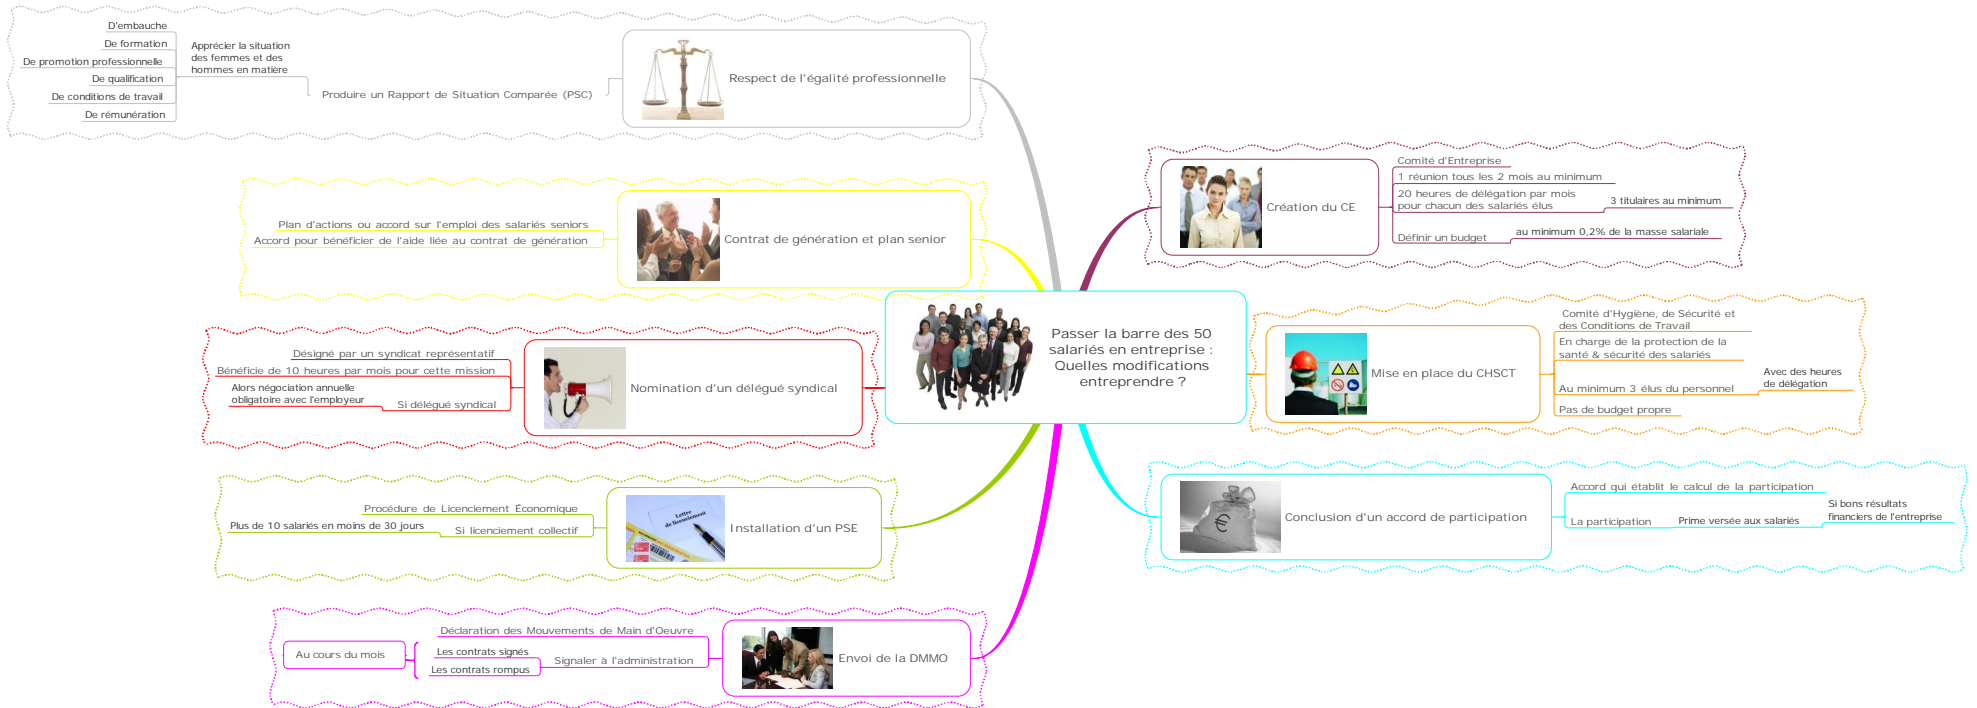 Passer la barre des 50
salariés en entreprise :
Quelles modifications
entreprendre ?
Création du CE
Comité d'Entreprise
1 réunion tous les 2 mois au minimum
20 heures de délégation par mois
pour chacun des salariés élus
3 titulaires au minimum
Définir un budget
au minimum 0,2% de la masse salariale
Mise en place du CHSCT
Comité d'Hygiène, de Sécurité et
des Conditions de Travail
En charge de la protection de la
santé & sécurité des salariés
Au minimum 3 élus du personnel
Avec des heures
de délégation
Pas de budget propre
Conclusion d'un accord de participation
Accord qui établit le calcul de la participation
La participation
Prime versée aux salariés
Si bons résultats
financiers de l'entreprise
Envoi de la DMMO
Déclaration des Mouvements de Main d'Oeuvre
Signaler à l'administration
Les contrats signés
Les contrats rompus
Au cours du mois
Installation d'un PSE
Lettre
de licenciement
Procédure de Licenciement Économique
Si licenciement collectif
Plus de 10 salariés en moins de 30 jours
Nomination d'un délégué syndical
Désigné par un syndicat représentatif
Bénéficie de 10 heures par mois pour cette mission
Si délégué syndical
Alors négociation annuelle
obligatoire avec l'employeur
Contrat de génération et plan senior
Plan d'actions ou accord sur l'emploi des salariés seniors
Accord pour bénéficier de l'aide liée au contrat de génération
Respect de l'égalité professionnelle
Produire un Rapport de Situation Comparée (PSC)
Apprécier la situation
des femmes et des
hommes en matière
D'embauche
De formation
De promotion professionnelle
De qualification
De conditions de travail
De rémunération